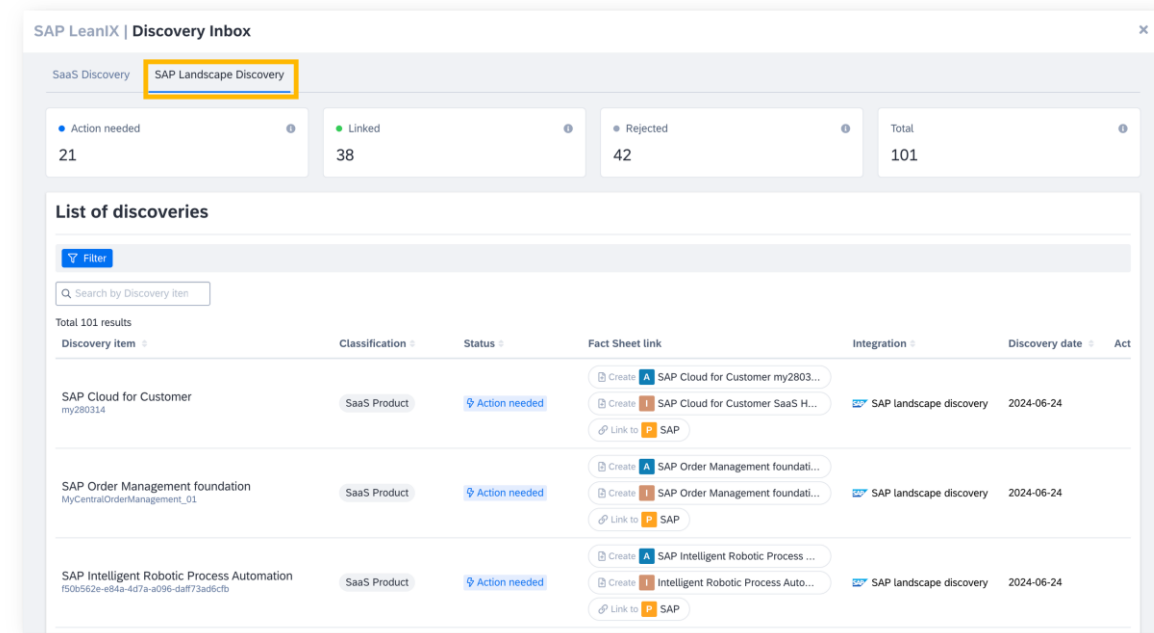 SAP LeanIX | Discovery Inbox
SaaS Discovery SAP Landscape Discovery
Action needed Linked Rejected Total
21 38 42 101
List of discoveries
Filter
Search by Discovery iten
Total 101 results
Discovery item Classification Status Fact Sheet link Integration Discovery date Act
Create A SAP Cloud for Customer my2803...
SAP Cloud for Customer
my280314
SaaS Product Action needed Create I SAP Cloud for Customer SaaS H... SAP SAP landscape discovery 2024-06-24
Link to P SAP
Create A SAP Order Management foundati...
SAP Order Management foundation
MyCentralOrderManagement_01
SaaS Product Action needed Create I SAP Order Management foundati... SAP SAP landscape discovery 2024-06-24
Link to P SAP
Create A SAP Intelligent Robotic Process ...
SAP Intelligent Robotic Process Automation
f50b562e-e84a-4d7a-a096-daff73ad6cfb
SaaS Product Action needed Create I Intelligent Robotic Process Auto... SAP SAP landscape discovery 2024-06-24
Link to P SAP